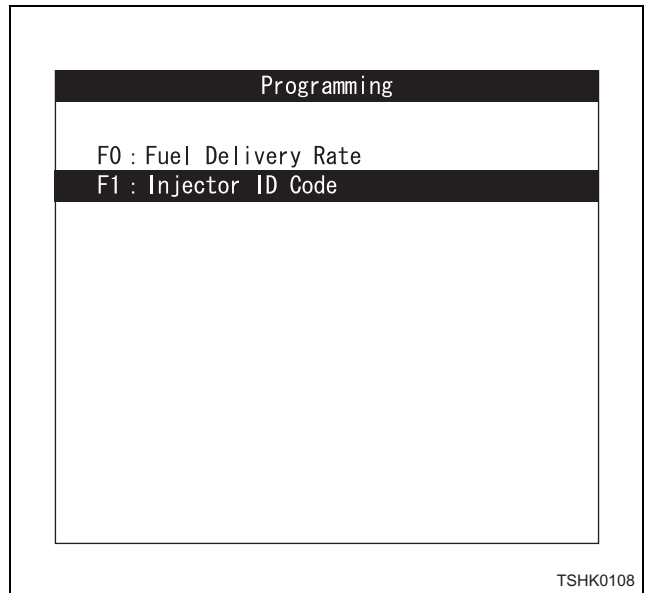 Programming
F0 : Fuel Delivery Rate
F1 : Injector ID Code
TSHK0108